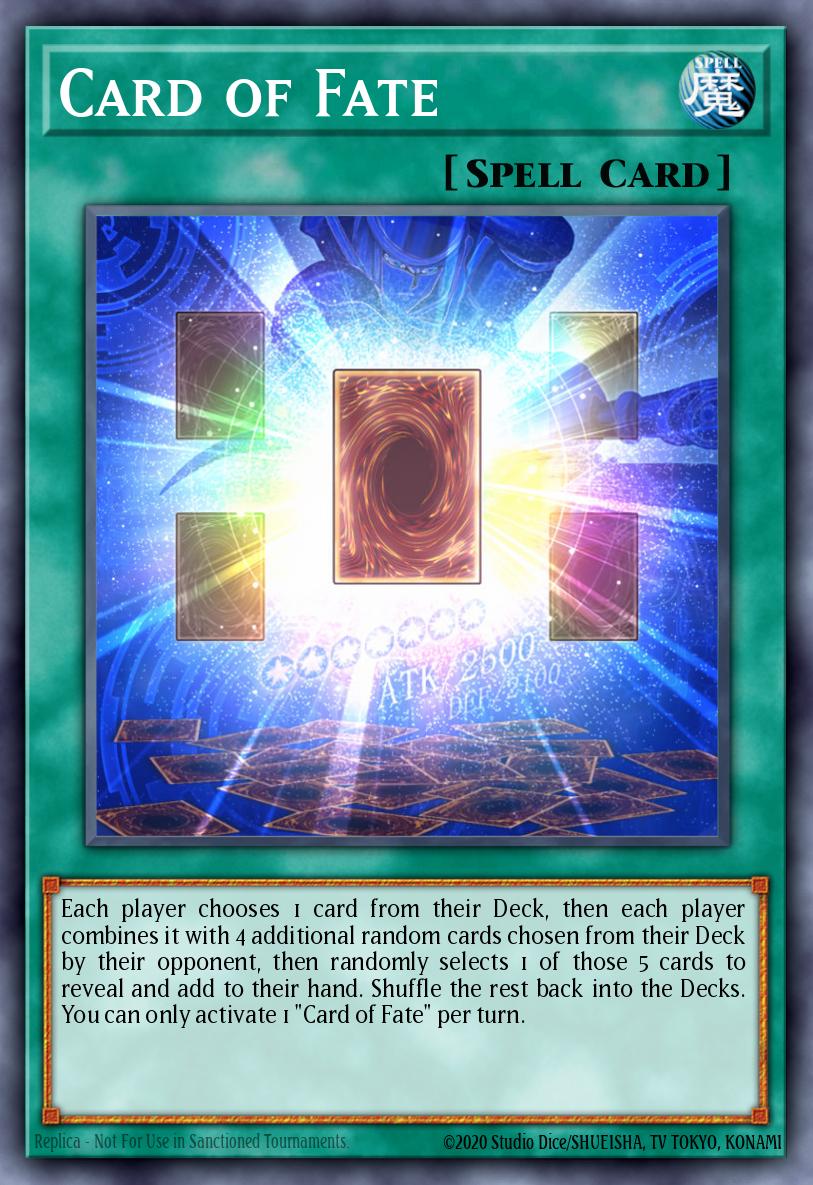 Card of Fate
SPELL
魔
[Spell Card]
ATK/2500
DEF/2100
Each player chooses 1 card from their Deck, then each player
combines it with 4 additional random cards chosen from their Deck
by their opponent, then randomly selects 1 of those 5 cards to
reveal and add to their hand. Shuffle the rest back into the Decks.
You can only activate 1 "Card of Fate" per turn.
Replica - Not For Use in Sanctioned Tournaments.
©2020 Studio Dice/SHUEISHA, TV TOKYO, KONAMI